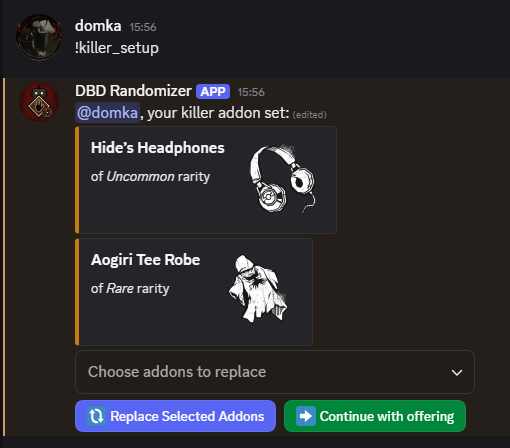 domka 15:56
!killer_setup
DBD Randomizer APP 15:56
@domka, your killer addon set: (edited)
Hide's Headphones
of Uncommon rarity
Aogiri Tee Robe
of Rare rarity
Choose addons to replace
Replace Selected Addons
Continue with offering